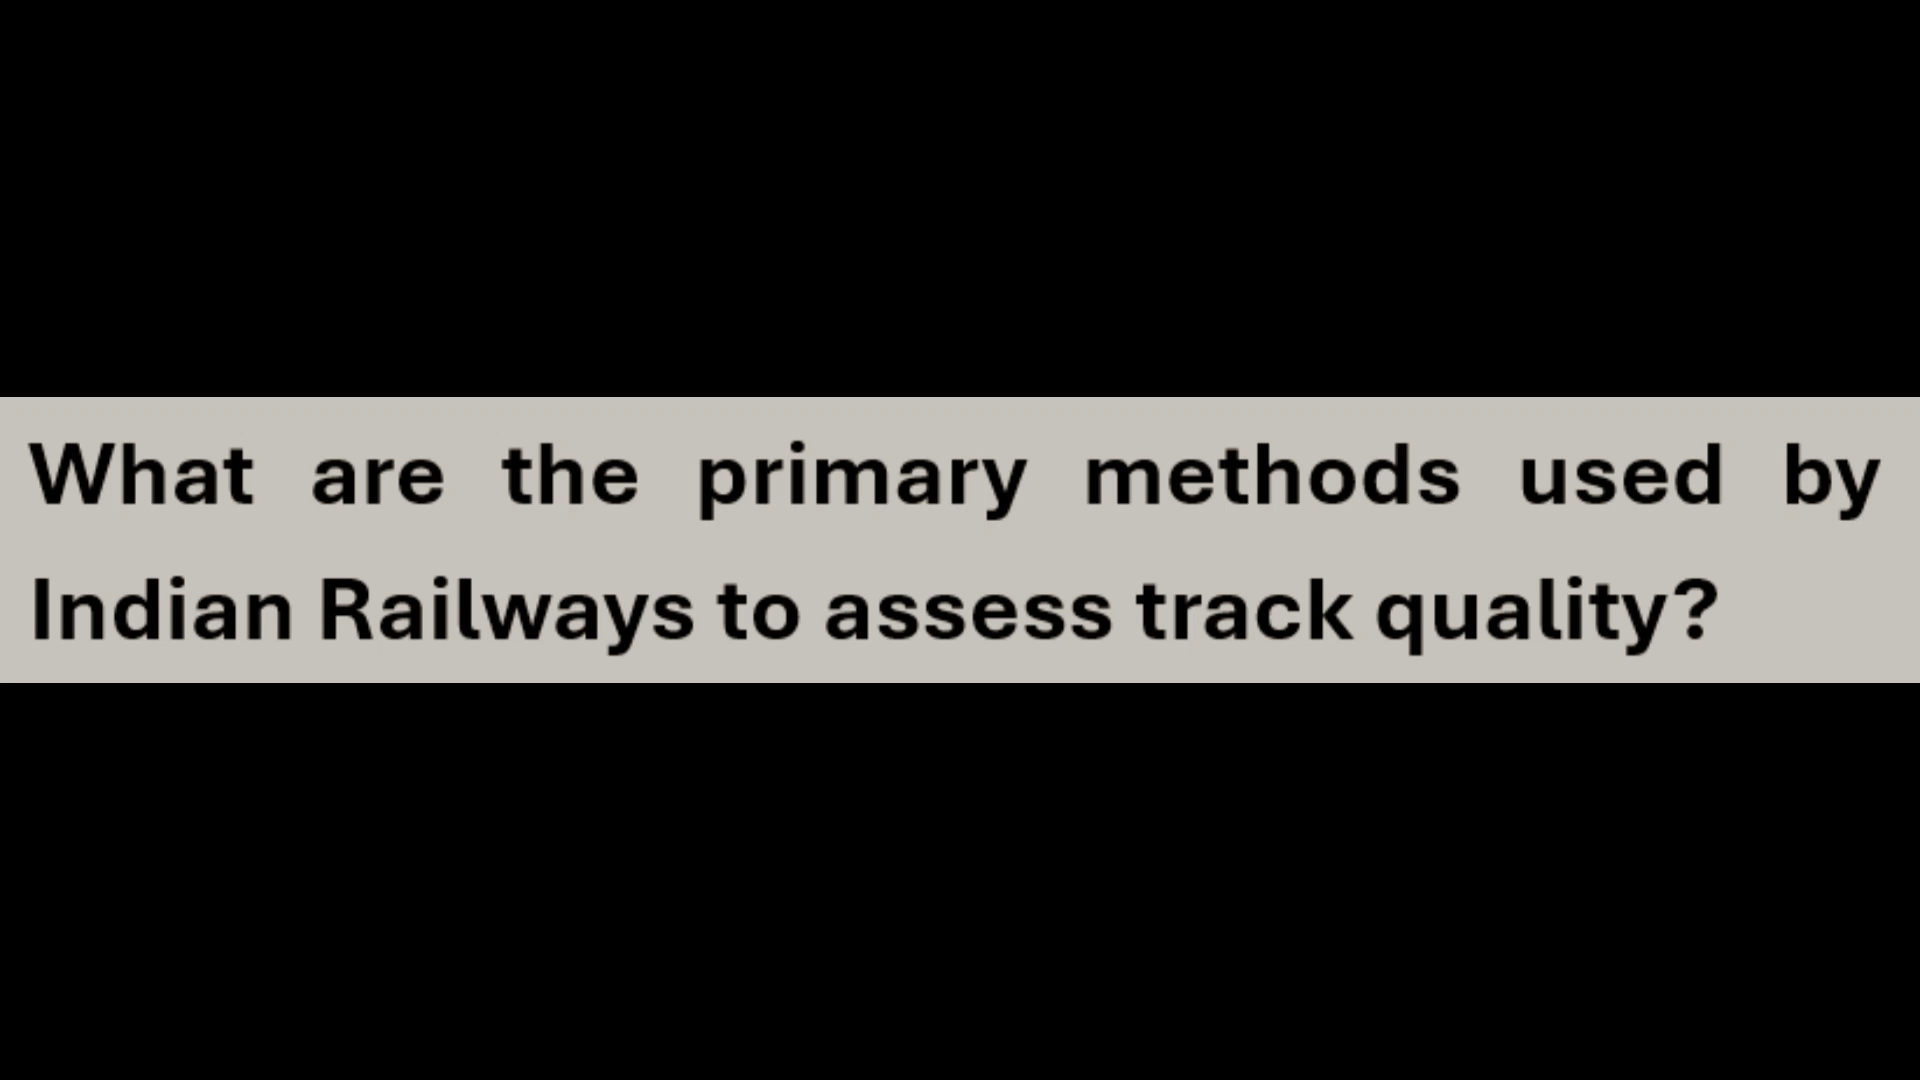 What are the primary methods used by
Indian Railways to assess track quality?